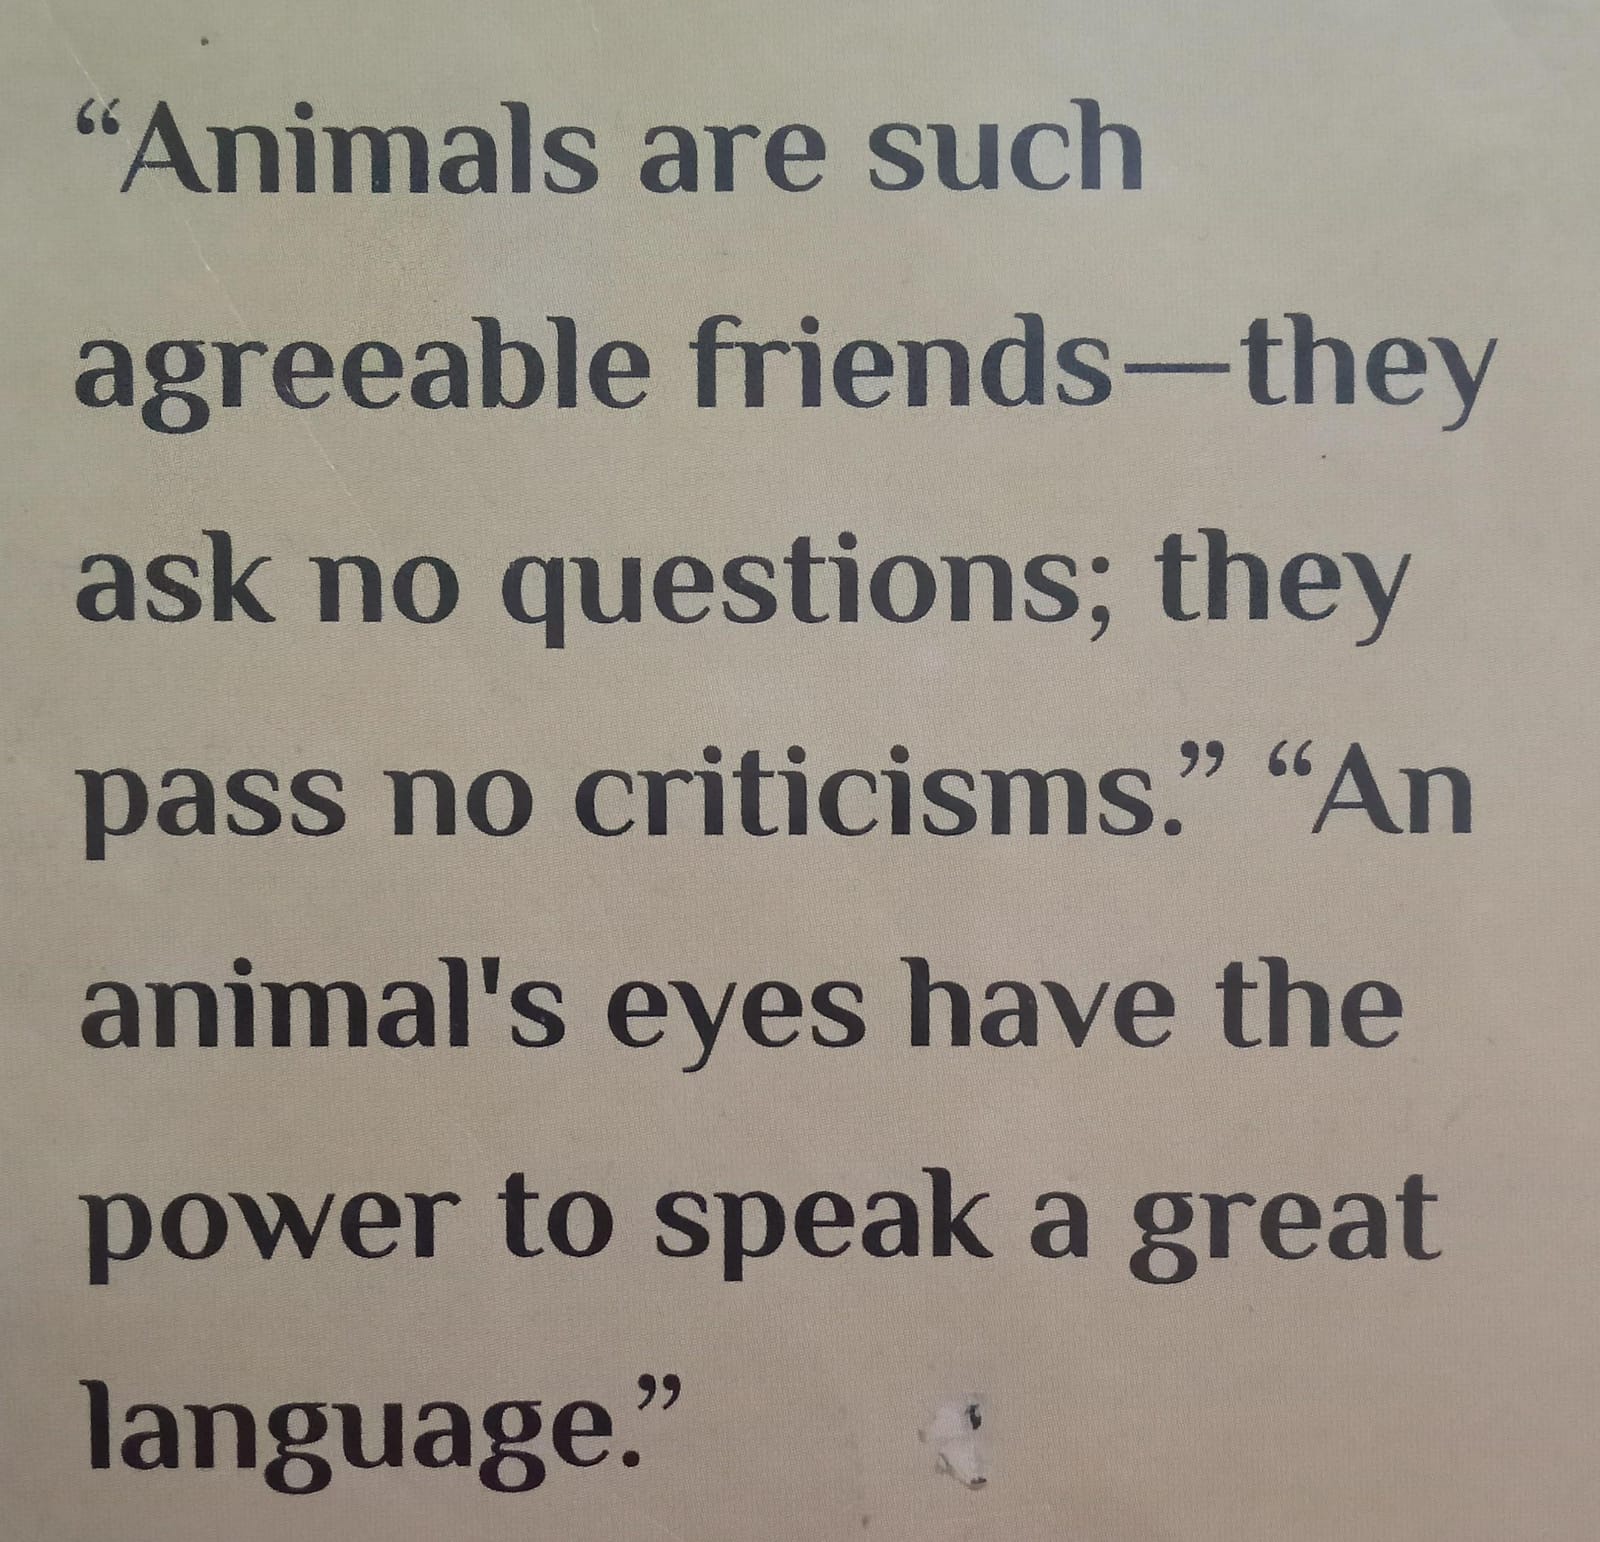 “Animals are such
agreeable friends—they
ask no questions; they
pass no criticisms.” “An
animal's eyes have the
power to speak a great
language.”